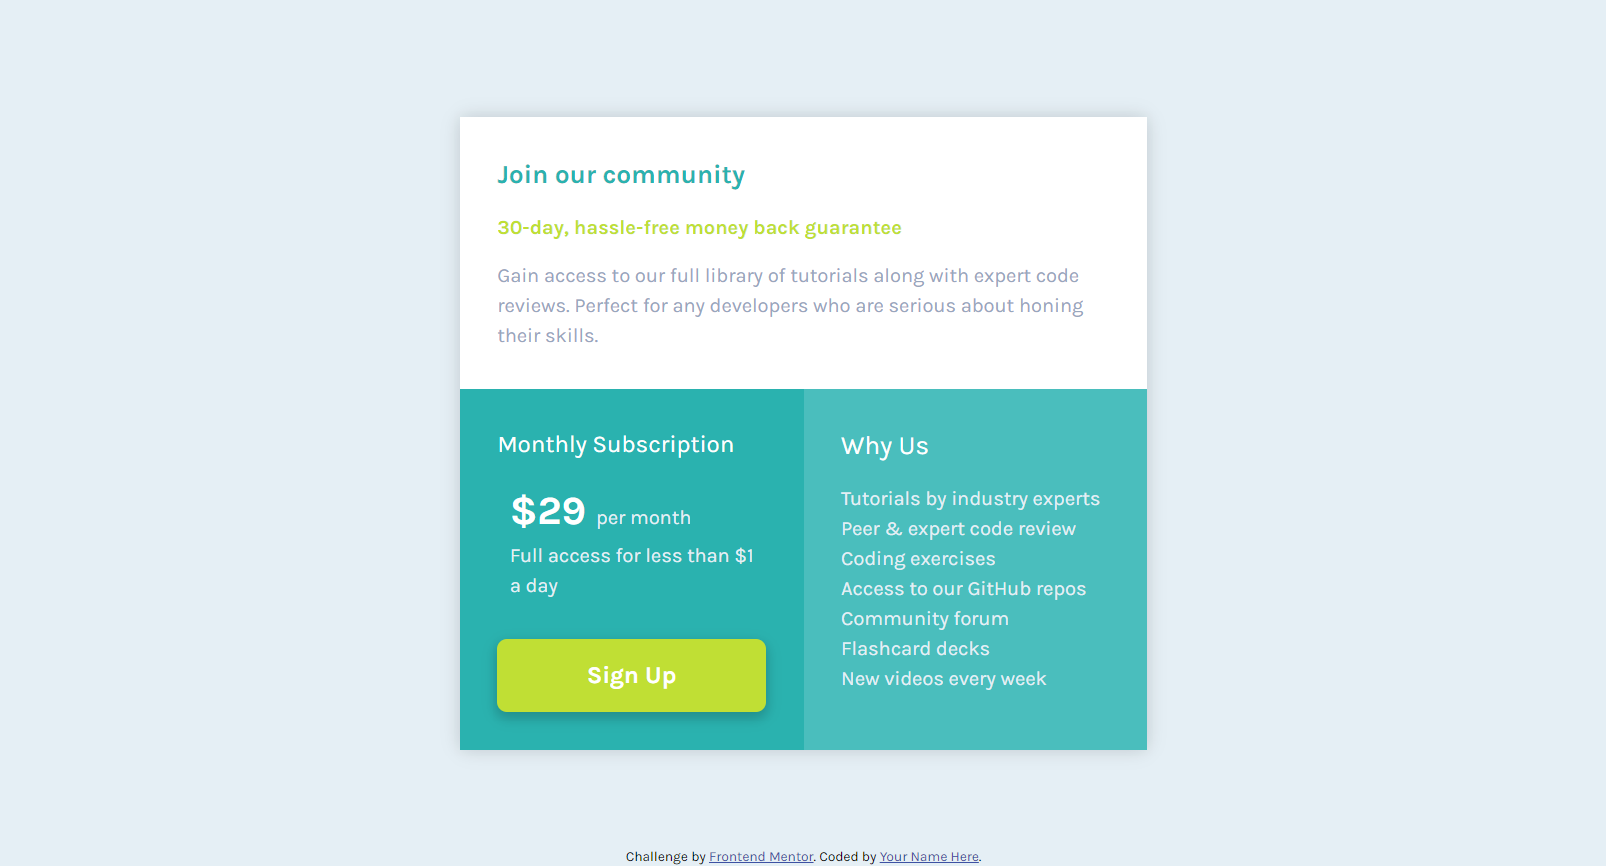 Join our community
30-day, hassle-free money back guarantee
Gain access to our full library of tutorials along with expert code
reviews. Perfect for any developers who are serious about honing
their skills.
Monthly Subscription
$29 per month
Full access for less than $1
a day
Sign Up
Why Us
Tutorials by industry experts
Peer & expert code review
Coding exercises
Access to our GitHub repos
Community forum
Flashcard decks
New videos every week
Challenge by Frontend Mentor. Coded by Your Name Here.